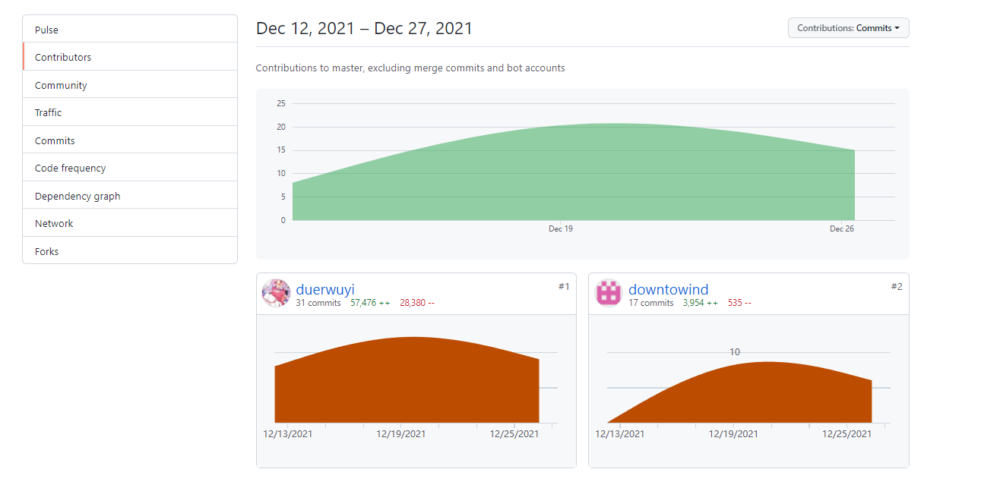 Pulse
Contributors
Community
Traffic
Commits
Code frequency
Dependency graph
Network
Forks
Dec 12, 2021 – Dec 27, 2021
Contributions: Commits
Contributions to master, excluding merge commits and bot accounts
25
20
15
10
5
0
Dec 19
Dec 26
duerwuyi
#1
31 commits 57,476 ++ 28,380 --
12/13/2021 12/19/2021 12/25/2021
downtowind
#2
17 commits 3,954 ++ 535 --
10
12/13/2021 12/19/2021 12/25/2021